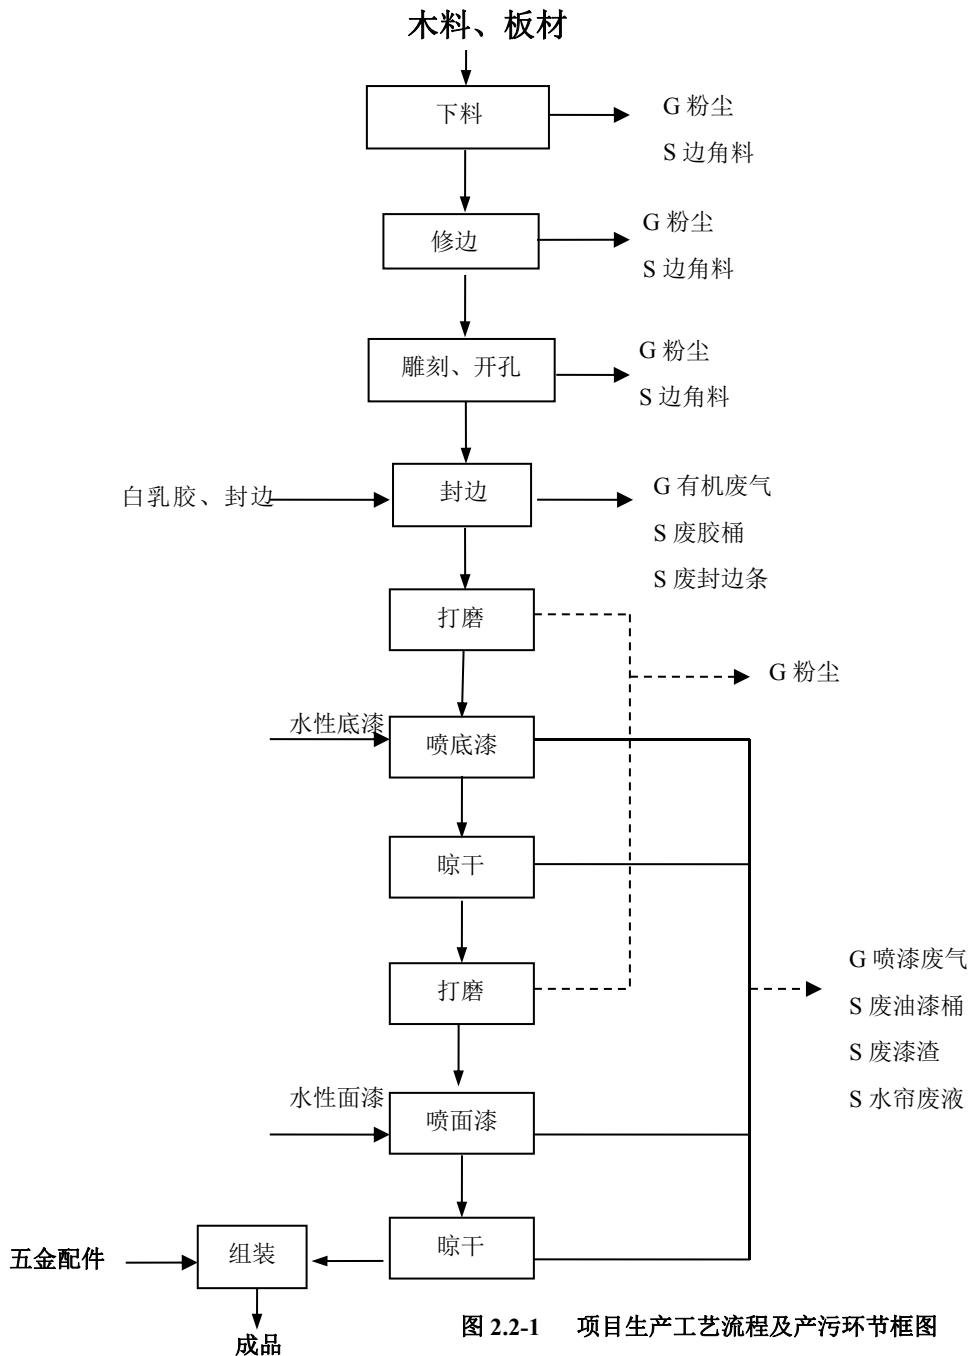 木料、板材
下料
G 粉尘
S 边角料
修边
G 粉尘
S 边角料
雕刻、开孔
G 粉尘
S 边角料
白乳胶、封边
封边
G 有机废气
S 废胶桶
S 废封边条
打磨
G 粉尘
水性底漆
喷底漆
晾干
打磨
G 喷漆废气
S 废油漆桶
S 废漆渣
S 水帘废液
水性面漆
喷面漆
晾干
五金配件
组装
成品
图 2.2-1 项目生产工艺流程及产污环节框图